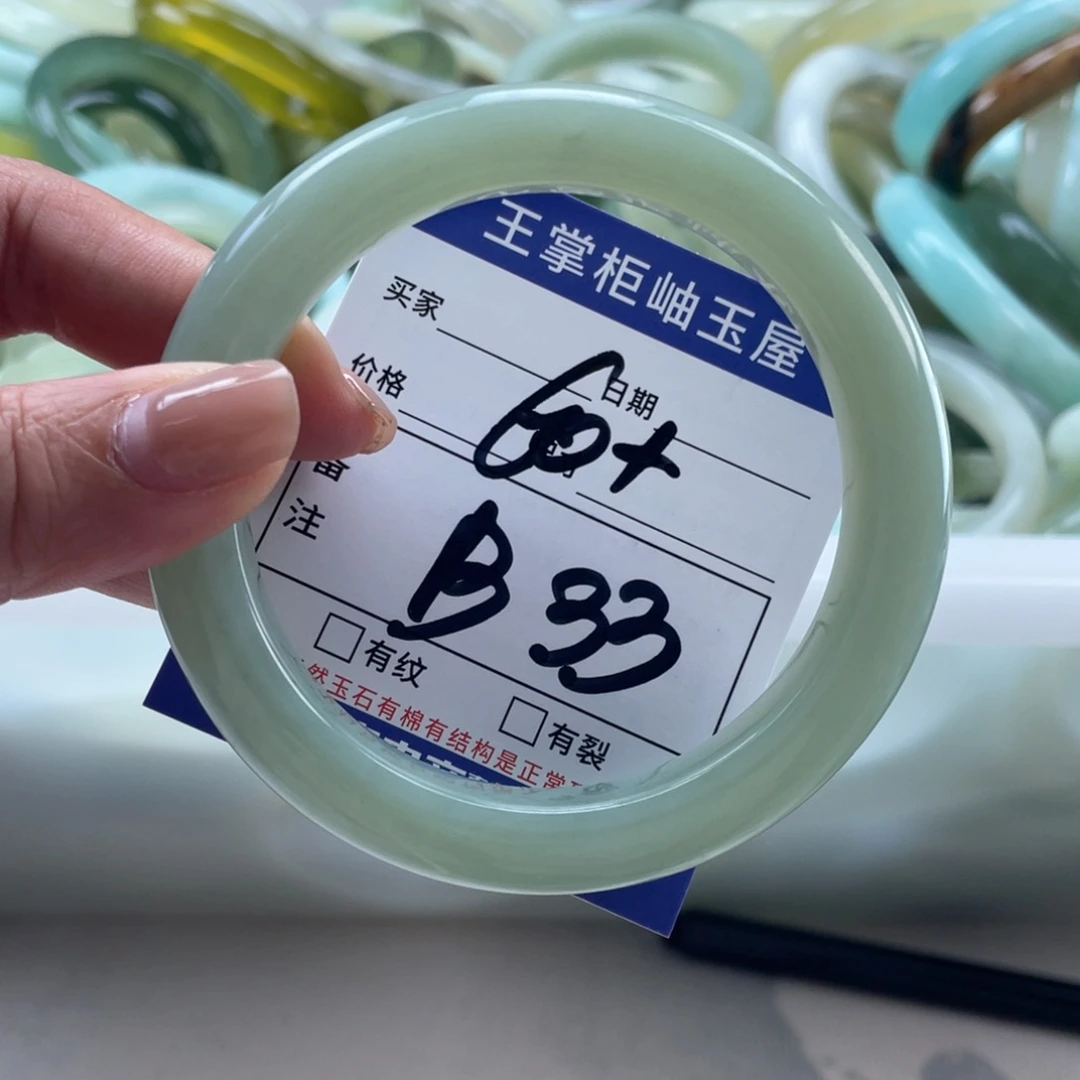 王掌柜岫玉屋
买家
日期
价格
60+
备
注
B 33
有纹
有裂
然玉石有棉有结构是正常